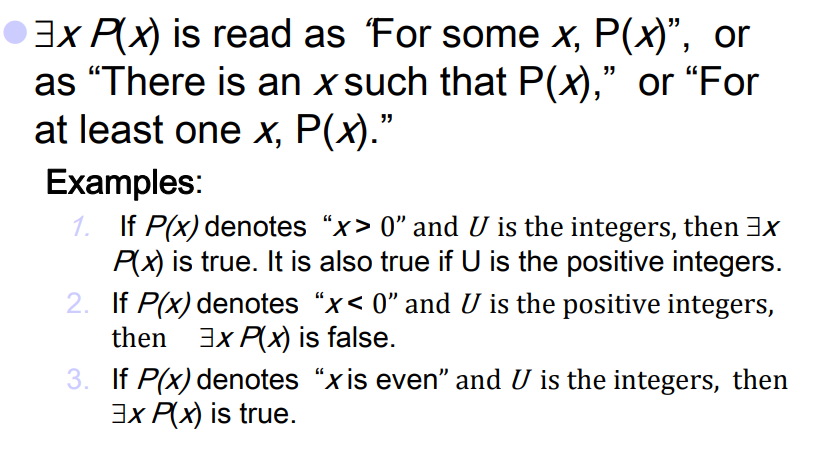 ∃x P(x) is read as “For some x, P(x)”, or
as “There is an x such that P(x),” or “For
at least one x, P(x).”
Examples:
1. If P(x) denotes “x > 0” and U is the integers, then ∃x
P(x) is true. It is also true if U is the positive integers.
2. If P(x) denotes “x < 0” and U is the positive integers,
then ∃x P(x) is false.
3. If P(x) denotes “x is even” and U is the integers, then
∃x P(x) is true.